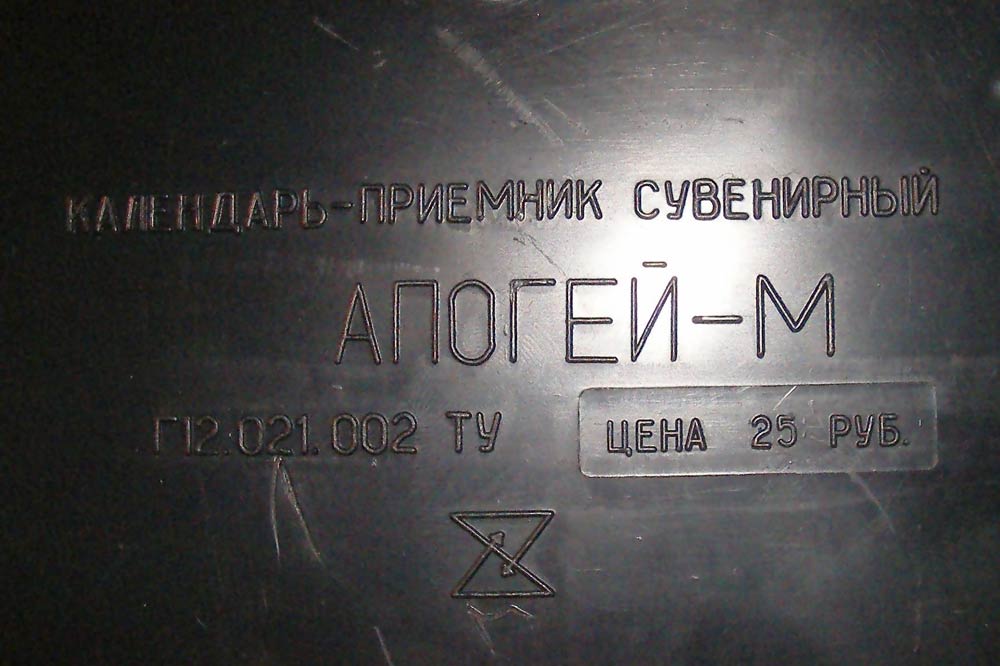 КАЛЕНДАРЬ-ПРИЕМНИК СУВЕНИРНЫЙ
АПОГЕЙ-М
Г12.021.002 ТУ ЦЕНА 25 РУБ.